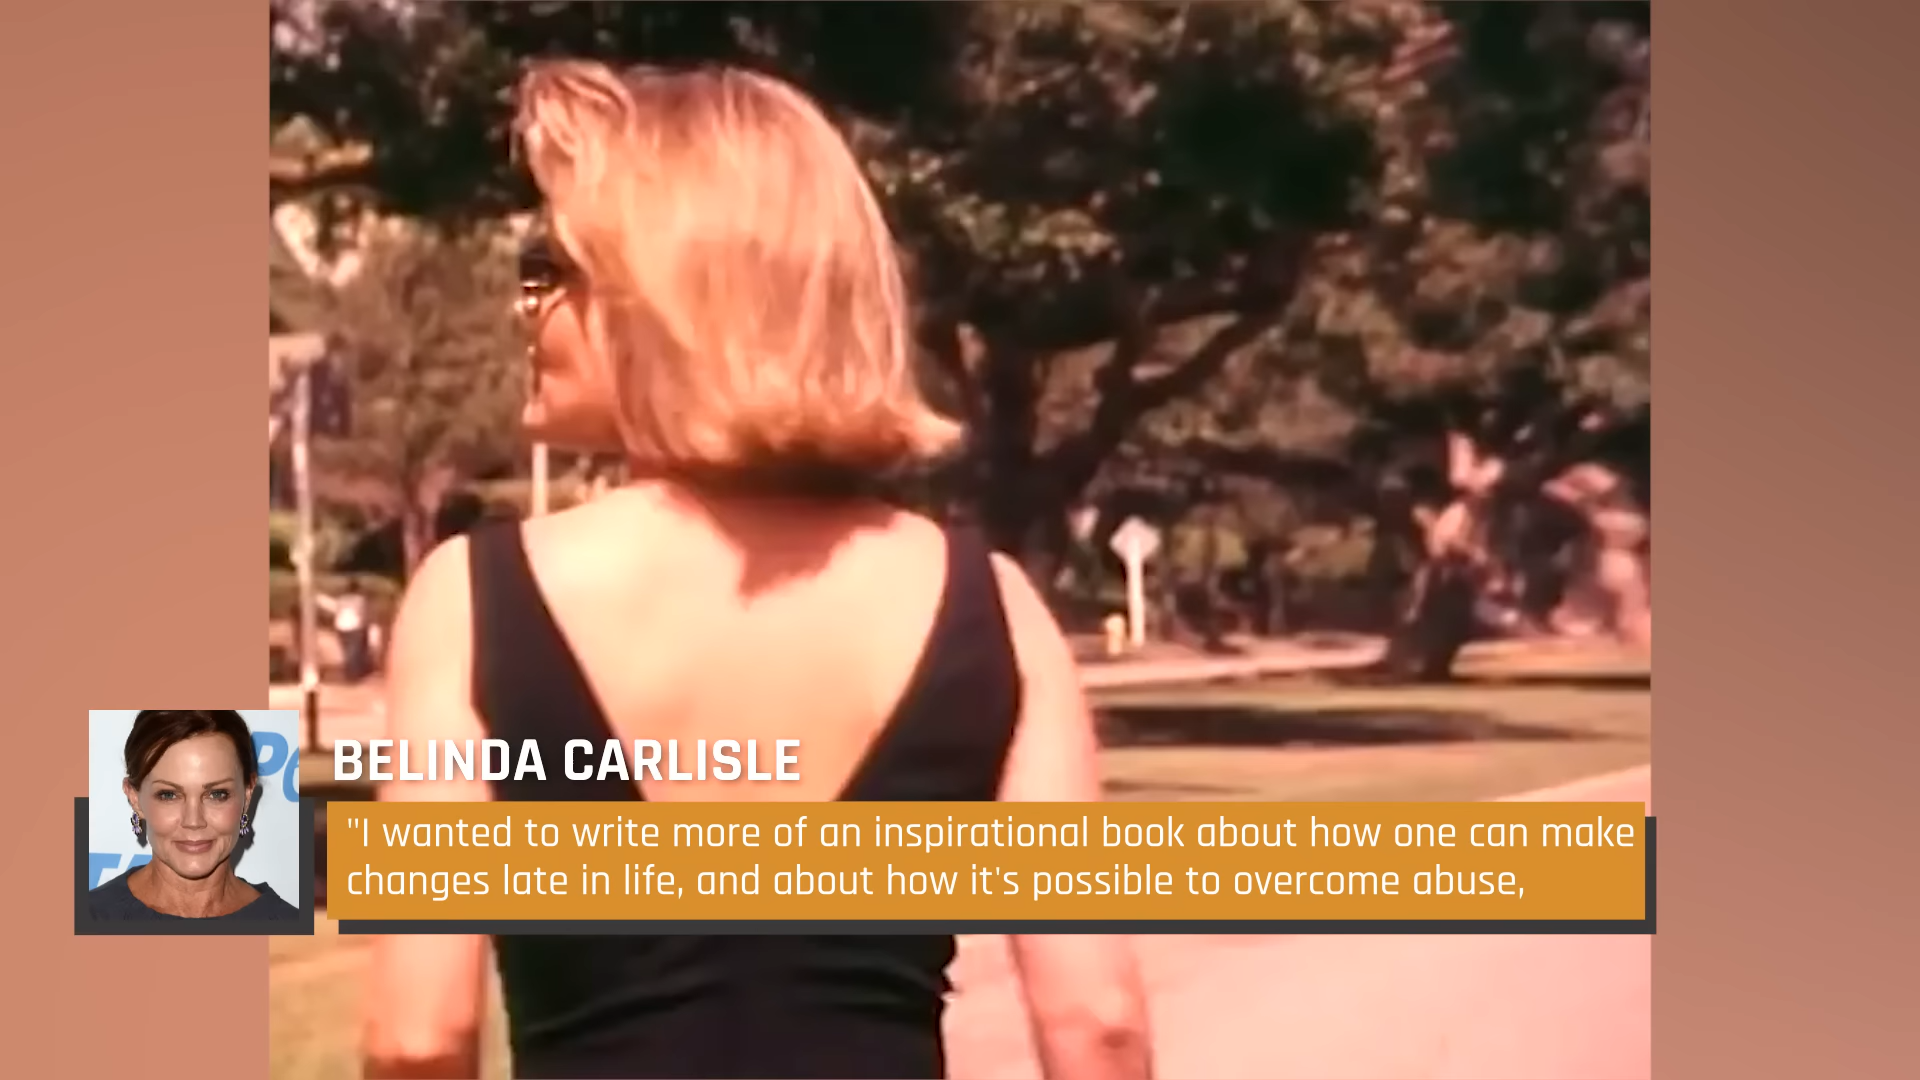 BELINDA CARLISLE
"I wanted to write more of an inspirational book about how one can make
changes late in life, and about how it's possible to overcome abuse,